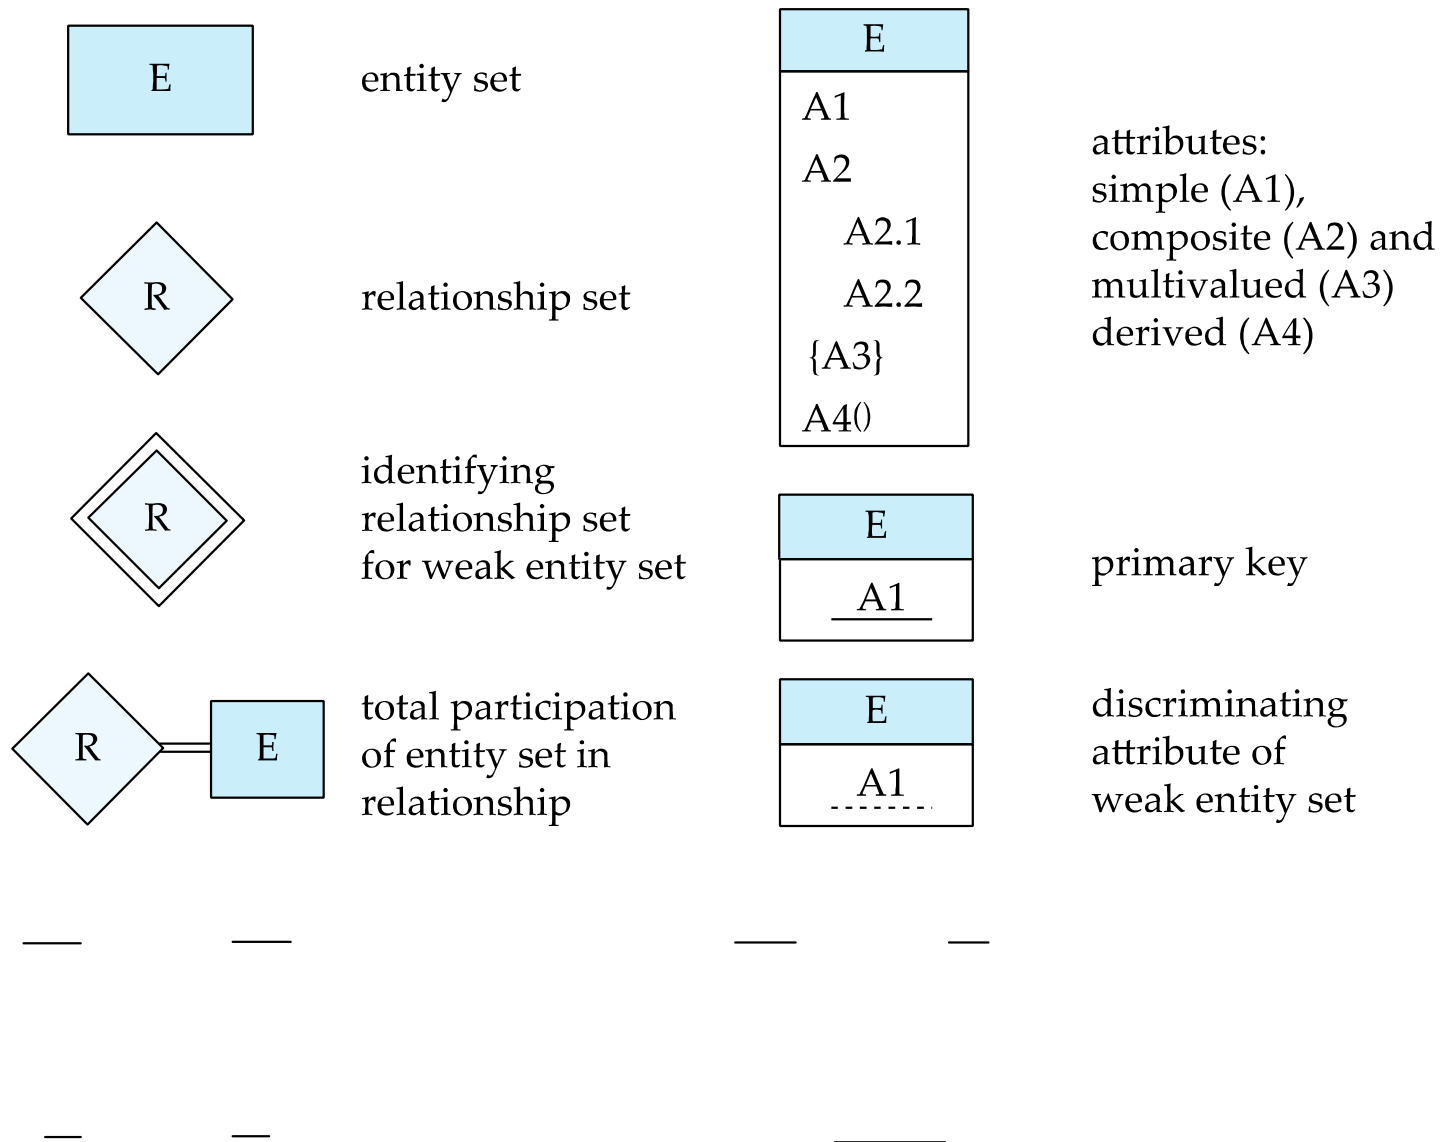 E
entity set
R
relationship set
R
identifying
relationship set
for weak entity set
R
E
total participation
of entity set in
relationship
E
A1
A2
A2.1
A2.2
{A3}
A4()
attributes:
simple (A1),
composite (A2) and
multivalued (A3)
derived (A4)
E
A1
primary key
E
A1
discriminating
attribute of
weak entity set